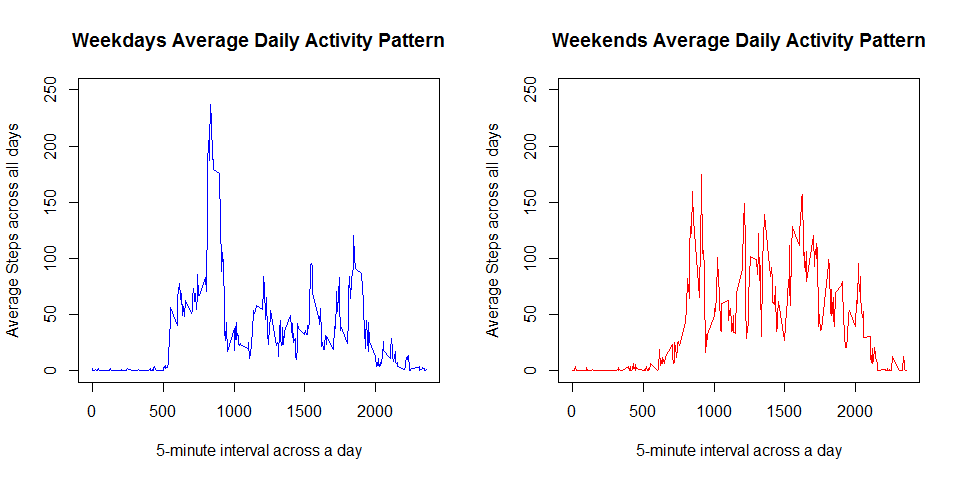 Weekdays Average Daily Activity Pattern
Average Steps across all days
250
200
150
100
50
0
0 500 1000 1500 2000
5-minute interval across a day
Weekends Average Daily Activity Pattern
Average Steps across all days
250
200
150
100
50
0
0 500 1000 1500 2000
5-minute interval across a day